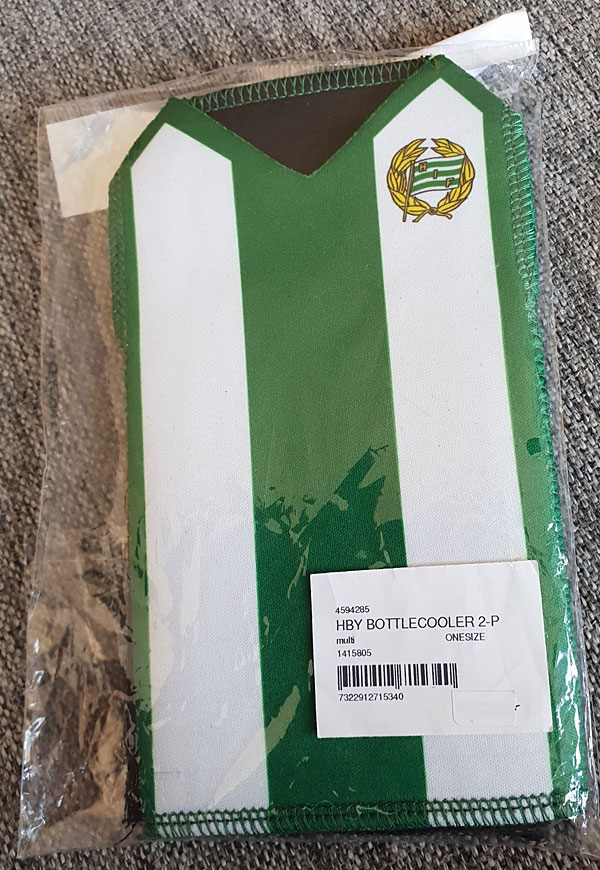 H I F
4594285
HBY BOTTLECOOLER 2-P
multi ONESIZE
1415805
7322912715340